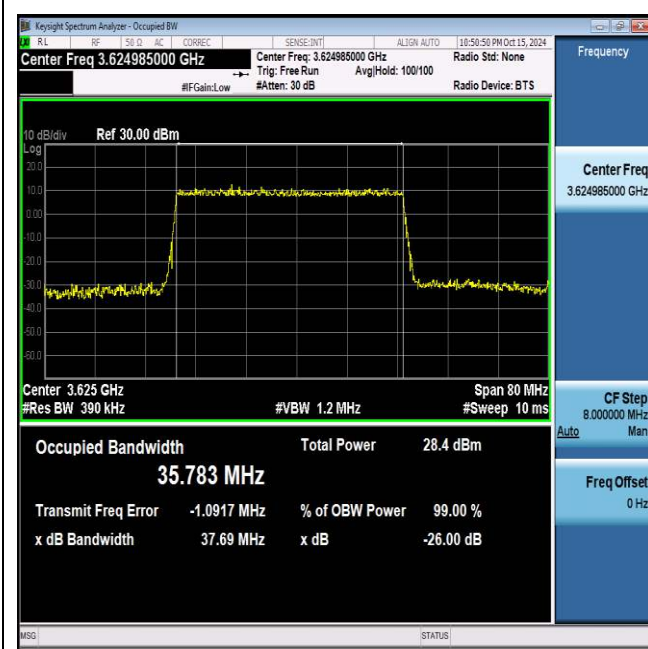 Keysight Spectrum Analyzer - Occupied BW
RL RF 50 Ω AC CORREC SENSE:INT ALIGN AUTO 10:50:50 PM Oct 15, 2024
Center Freq 3.624985000 GHz
Center Freq: 3.624985000 GHz
Radio Std: None
Trig: Free Run Avg|Hold: 100/100
#IFGain:Low
#Atten: 30 dB
Radio Device: BTS
Frequency
10 dB/div Ref 30.00 dBm
Log
20.0
10.0
0.00
-10.0
-20.0
-30.0
-40.0
-50.0
-60.0
Center 3.625 GHz
Span 80 MHz
#Res BW 390 kHz
#VBW 1.2 MHz
#Sweep 10 ms
Center Freq
3.624985000 GHz
CF Step
8.000000 MHz
Auto Man
Freq Offset
0 Hz
Occupied Bandwidth
Total Power 28.4 dBm
35.783 MHz
Transmit Freq Error -1.0917 MHz
% of OBW Power 99.00 %
x dB Bandwidth 37.69 MHz
x dB -26.00 dB
MSG
STATUS